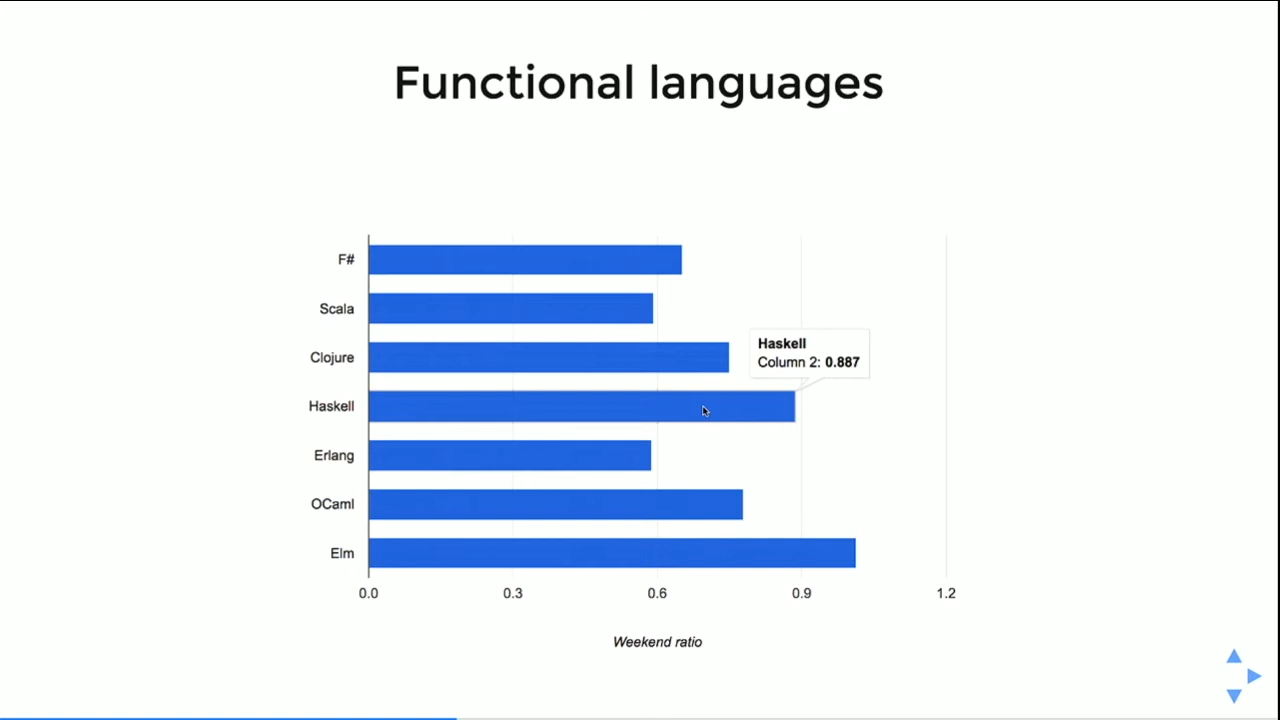 Functional languages
F#
Scala
Clojure
Haskell
Column 2: 0.887
Haskell
Erlang
OCaml
Elm
0.0 0.3 0.6 0.9 1.2
Weekend ratio